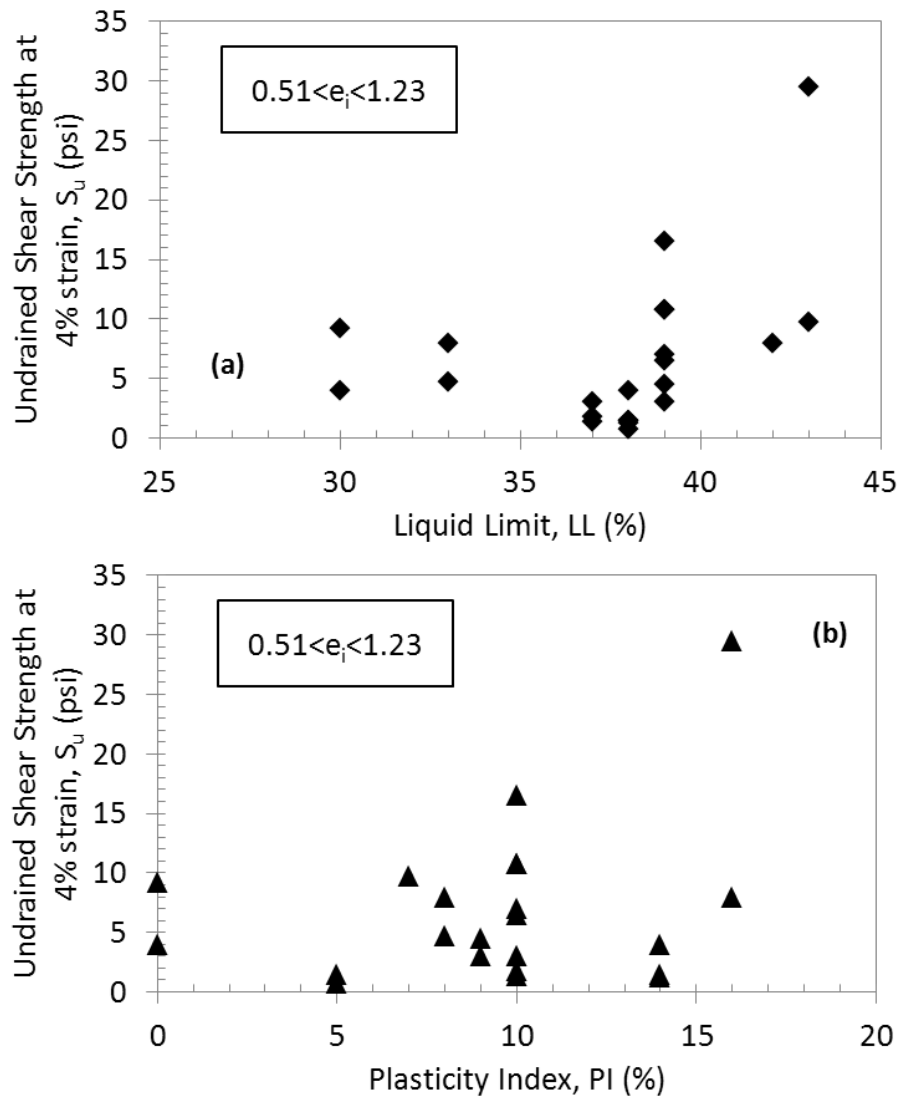 35
30
25
20
15
10
5
0
Undrained Shear Strength at
4% strain, Su (psi)
0.51<ei<1.23
(a)
25 30 35 40 45
Liquid Limit, LL (%)
35
30
25
20
15
10
5
0
Undrained Shear Strength at
4% strain, Su (psi)
0.51<ei<1.23
(b)
0 5 10 15 20
Plasticity Index, PI (%)